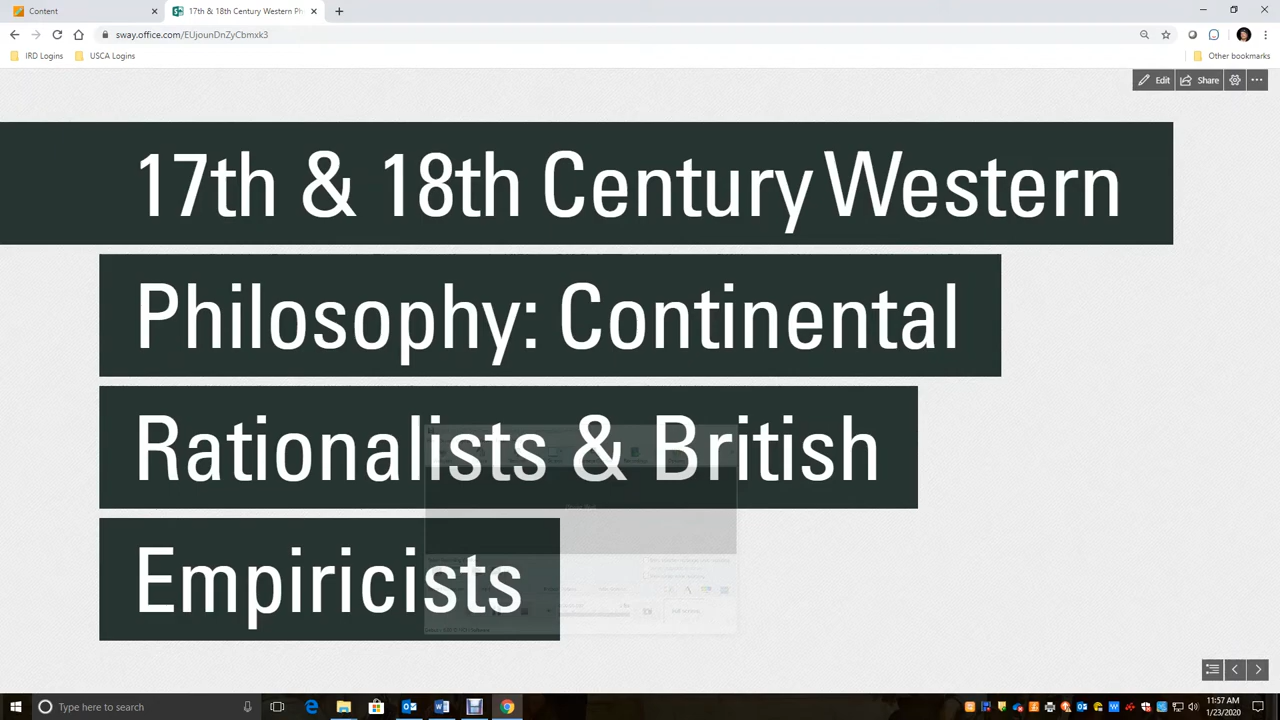 Content
17th & 18th Century Western Ph
sway.office.com/EUjounDnZyCbmxk3
IRD Logins
USCA Logins
Other bookmarks
Edit
Share
17th & 18th Century Western
Philosophy: Continental
Rationalists & British
Empiricists
Type here to search
11:57 AM
1/23/2020